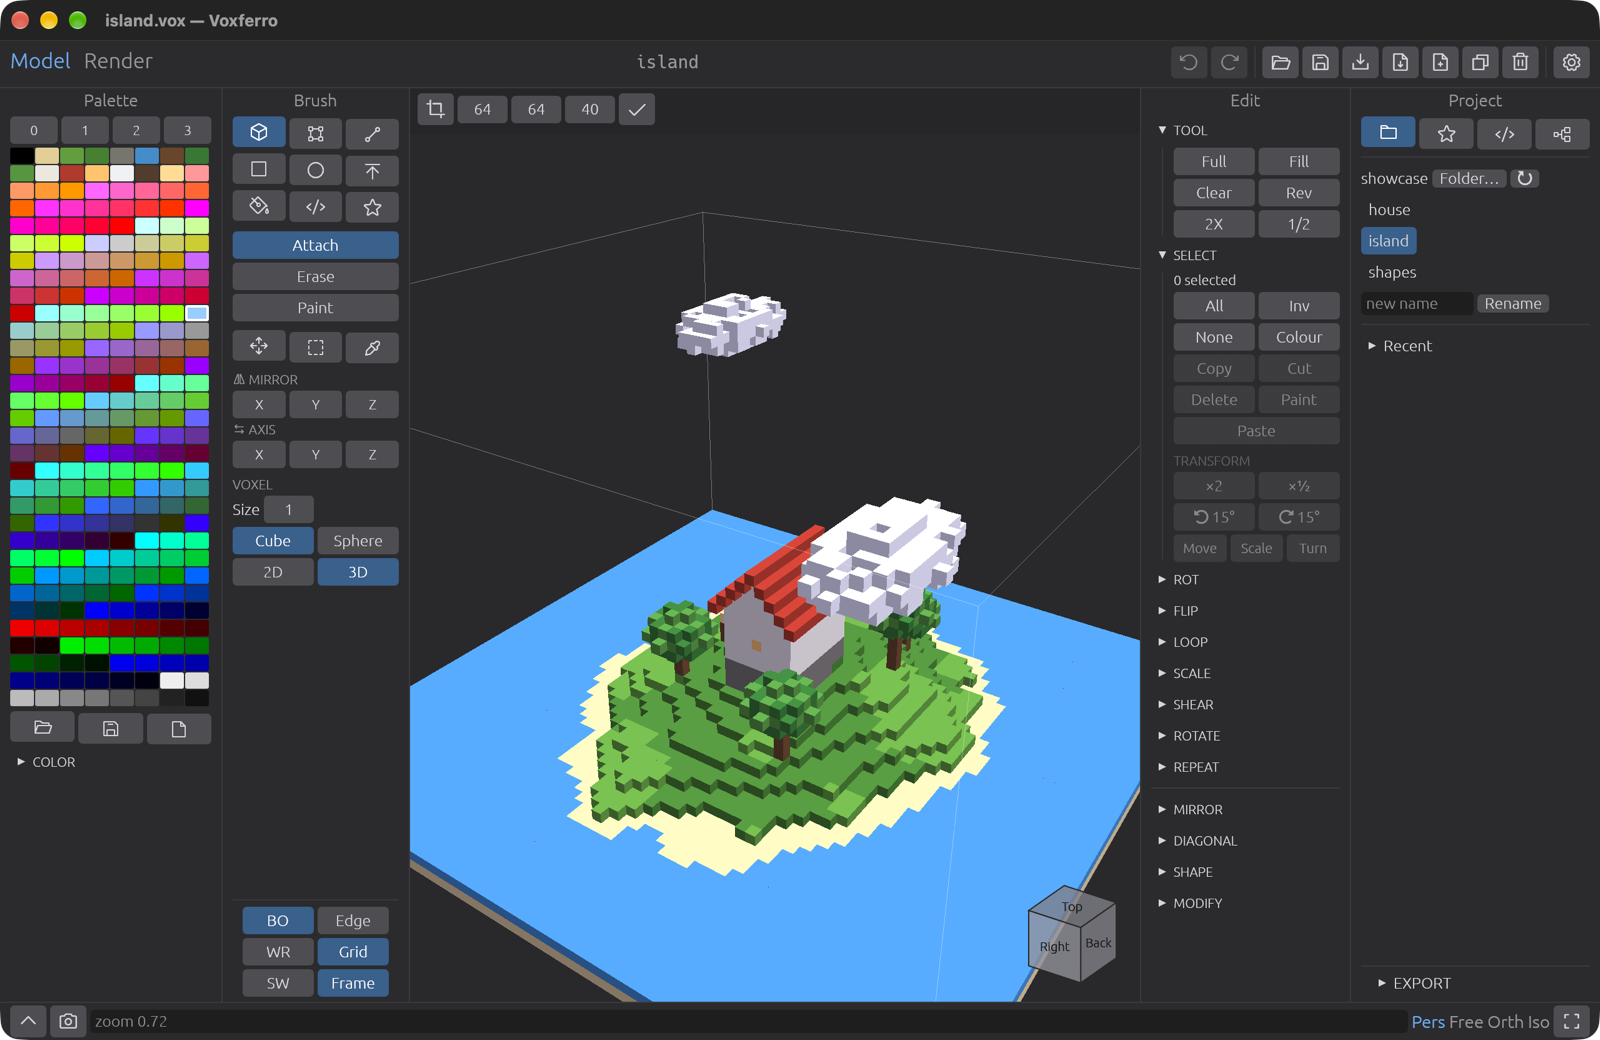 island.vox — Voxferro
Model Render
island
Palette
0 1 2 3
COLOR
Brush
Attach
Erase
Paint
MIRROR
X Y Z
AXIS
X Y Z
VOXEL
Size 1
Cube Sphere
2D 3D
BO Edge
WR Grid
SW Frame
64 64 40
Top
Right Back
Edit
TOOL
Full Fill
Clear Rev
2X 1/2
SELECT
0 selected
All Inv
None Colour
Copy Cut
Delete Paint
Paste
TRANSFORM
×2 ×½
15° 15°
Move Scale Turn
ROT
FLIP
LOOP
SCALE
SHEAR
ROTATE
REPEAT
MIRROR
DIAGONAL
SHAPE
MODIFY
Project
showcase Folder...
house
island
shapes
new name Rename
Recent
EXPORT
zoom 0.72
Pers Free Orth Iso